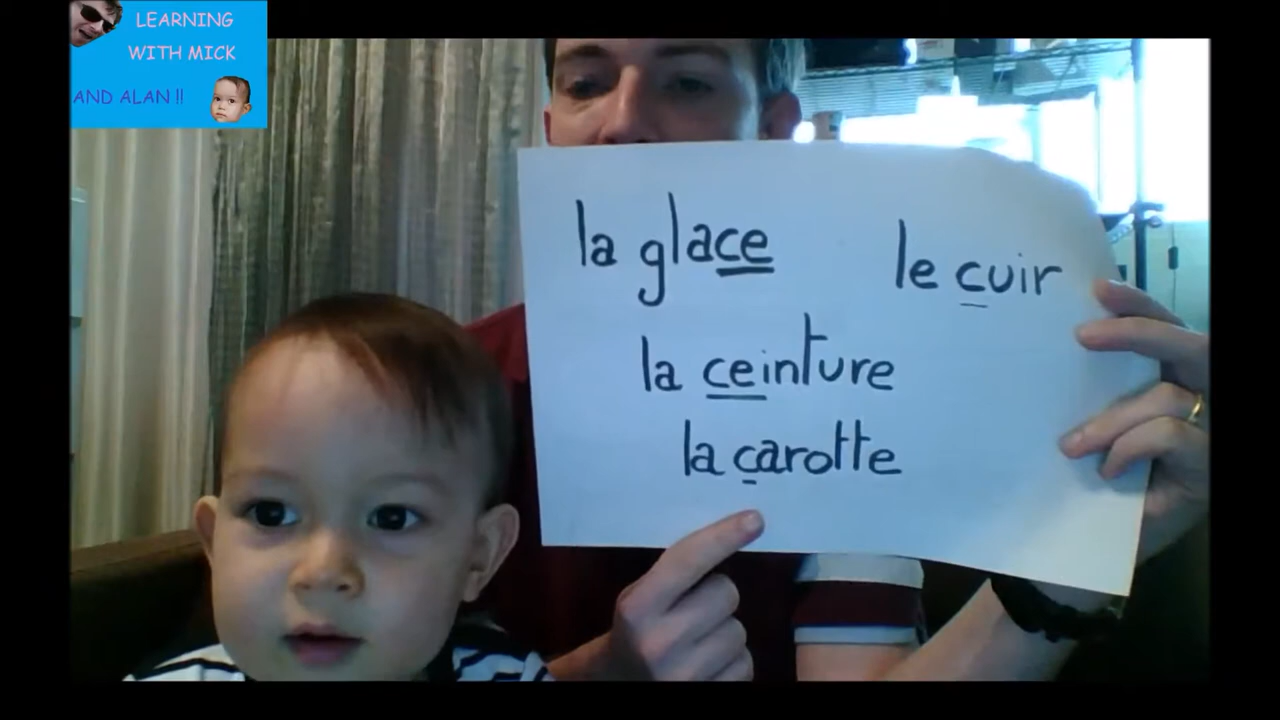 LEARNING
WITH MICK
AND ALAN !!
la glace
le cuir
la ceinture
la carotte